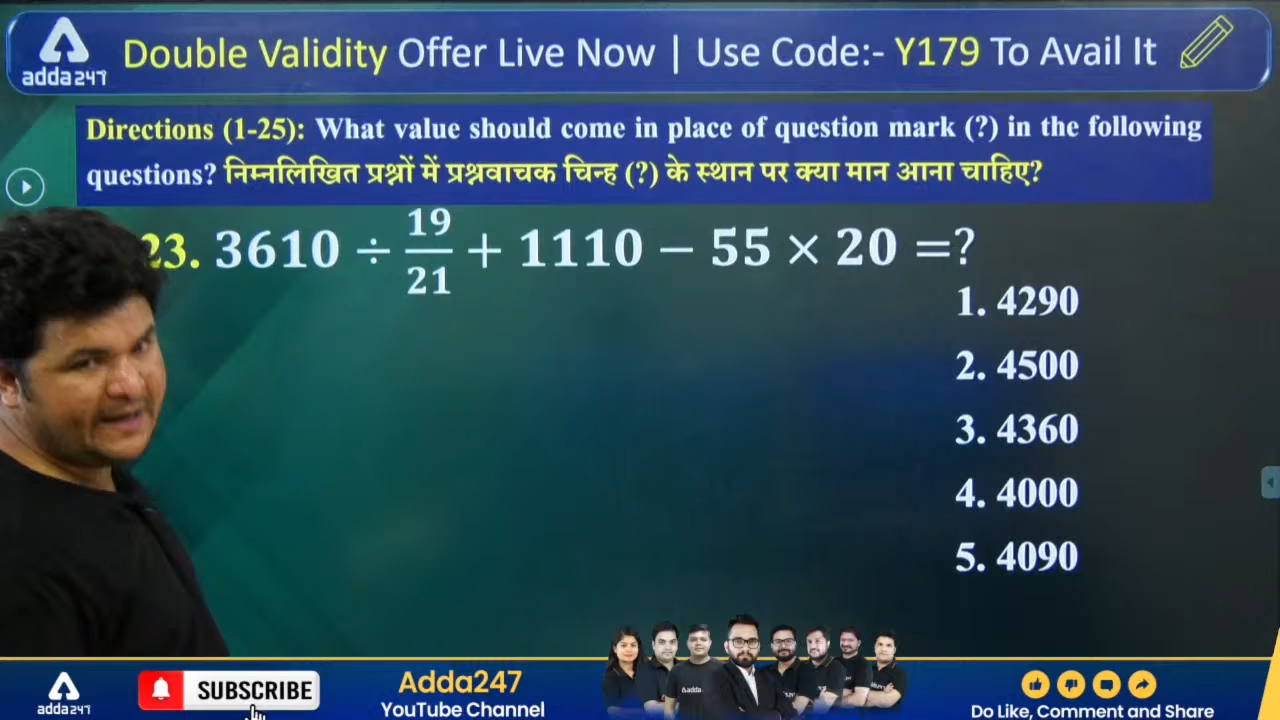 adda247
Double Validity Offer Live Now | Use Code:- Y179 To Avail It
Directions (1-25): What value should come in place of question mark (?) in the following
questions? निम्नलिखित प्रश्नों में प्रश्नवाचक चिन्ह (?) के स्थान पर क्या मान आना चाहिए?
23. 3610 ÷ 19/21 + 1110 − 55 × 20 =?
1. 4290
2. 4500
3. 4360
4. 4000
5. 4090
adda247
SUBSCRIBE
Adda247
YouTube Channel
Do Like, Comment and Share